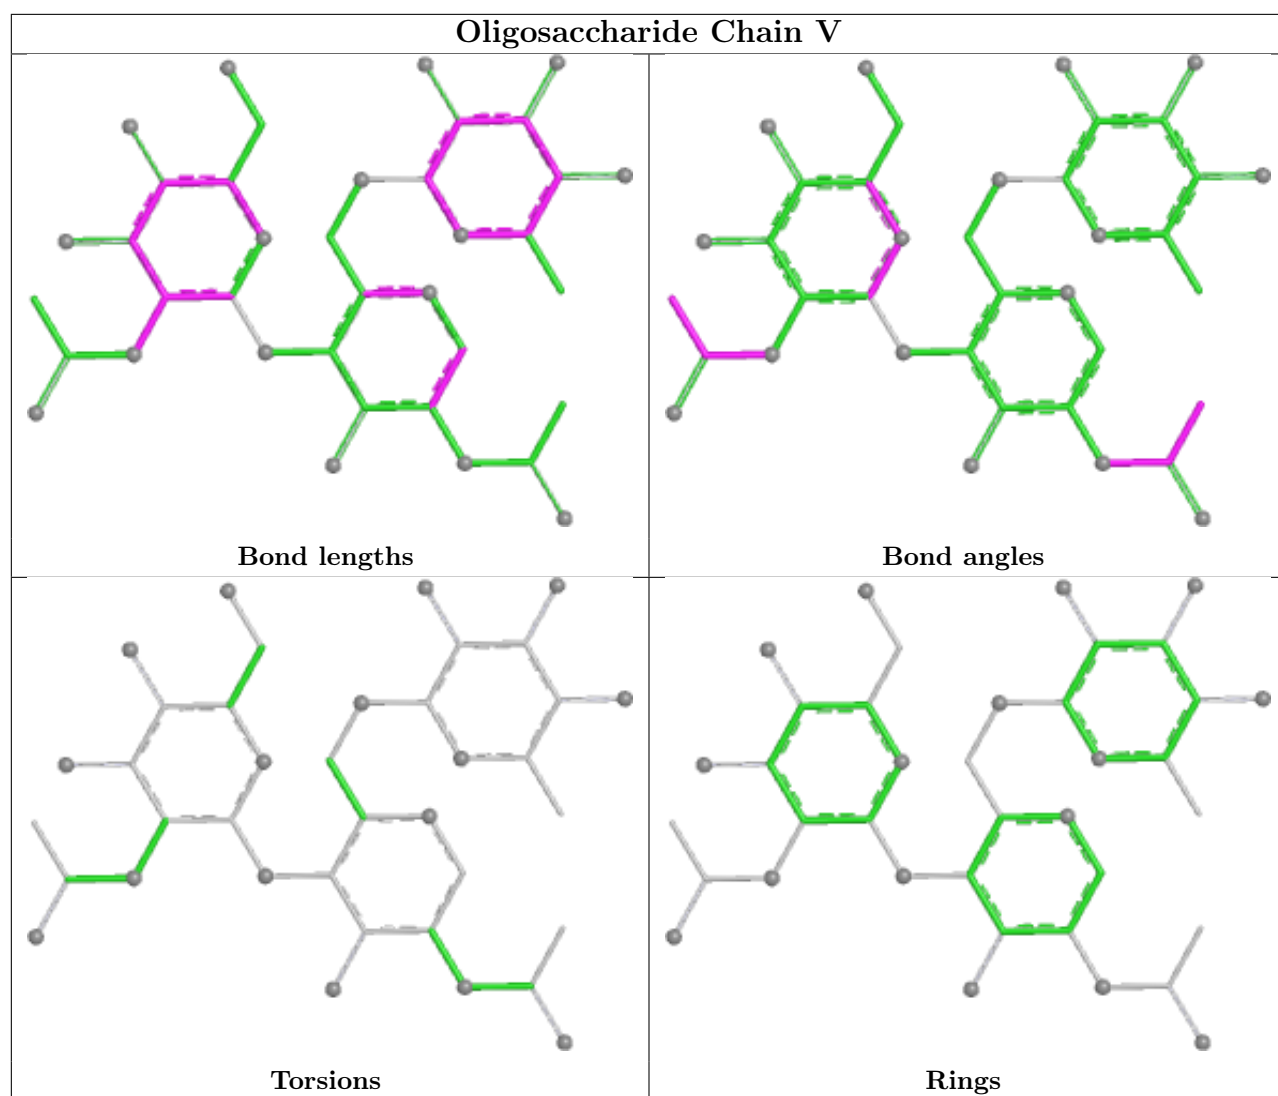 Oligosaccharide Chain V
Bond lengths
Bond angles
Torsions
Rings